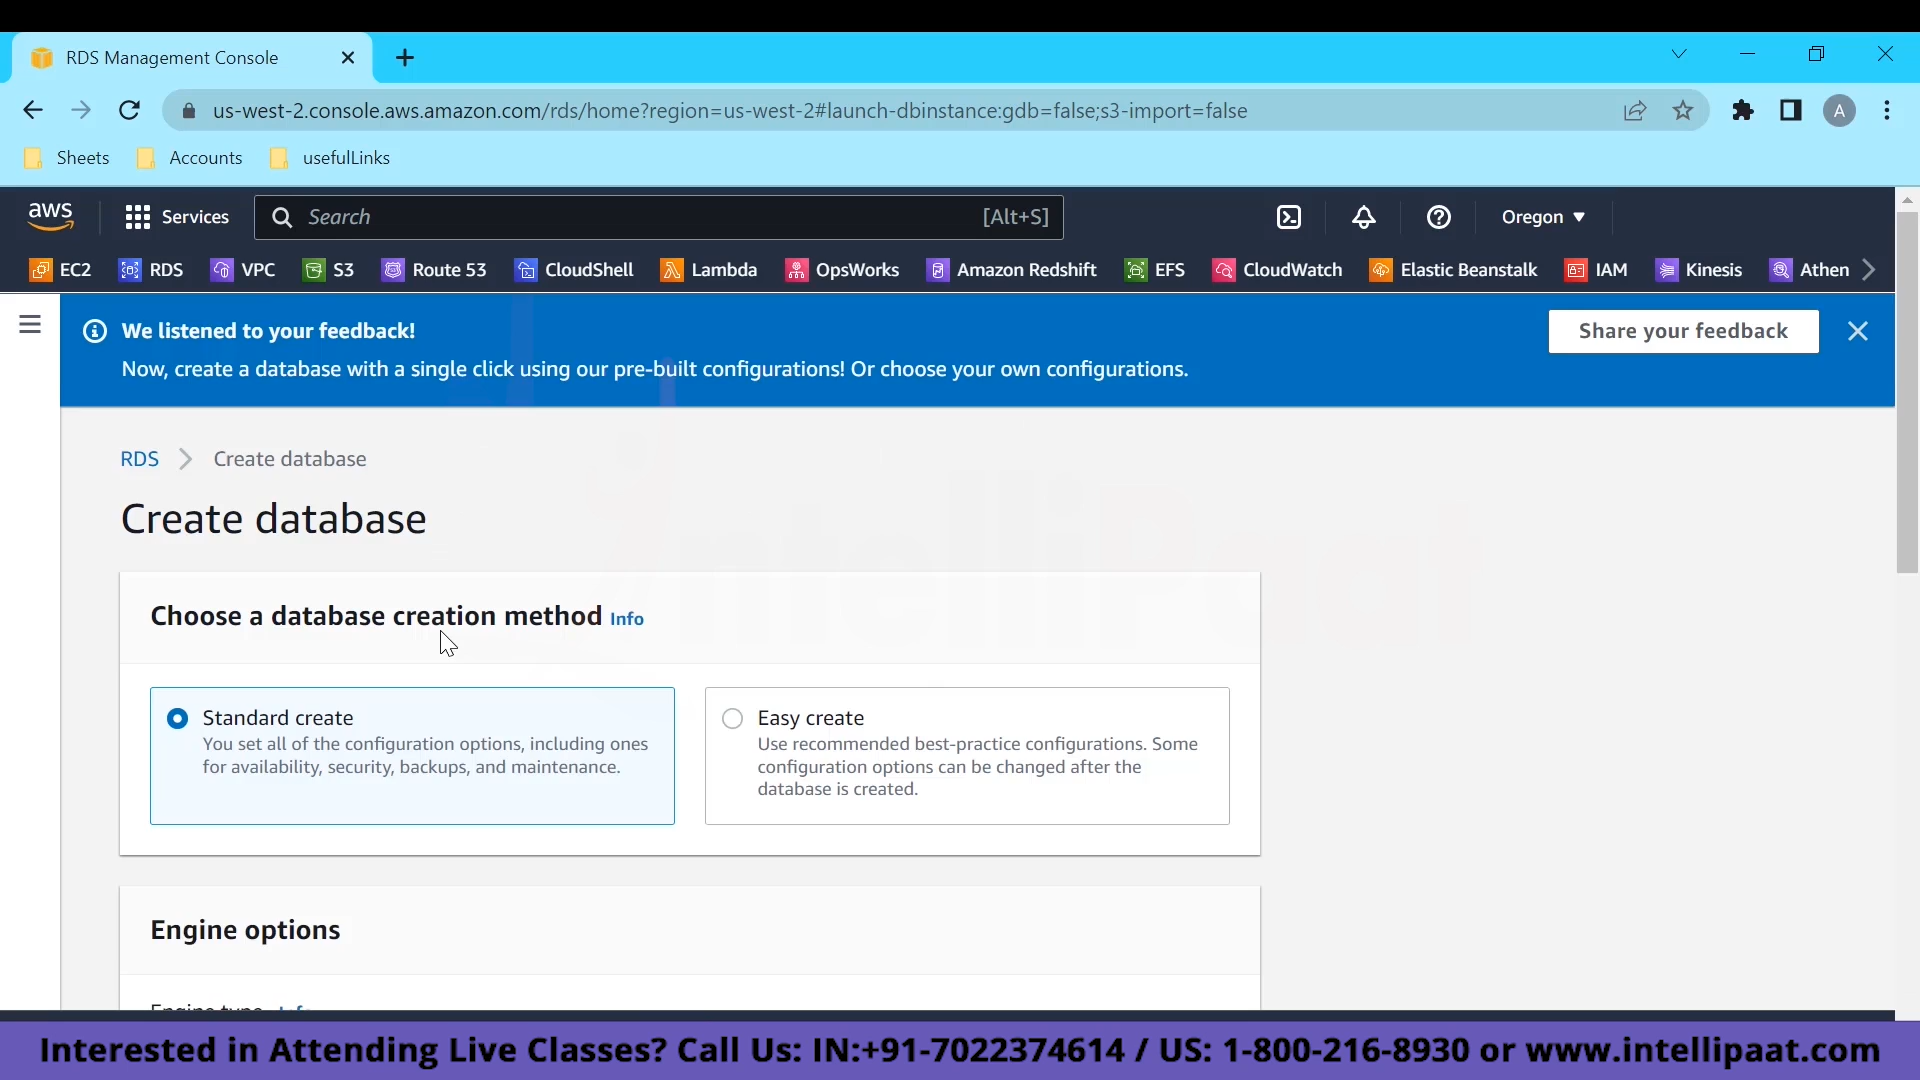 RDS Management Console
us-west-2.console.aws.amazon.com/rds/home?region=us-west-2#launch-dbinstance:gdb=false;s3-import=false
A
Sheets Accounts usefulLinks
aws Services Search [Alt+S] Oregon
EC2 RDS VPC S3 Route 53 CloudShell Lambda OpsWorks Amazon Redshift EFS CloudWatch Elastic Beanstalk IAM Kinesis Athen
We listened to your feedback!
Share your feedback
Now, create a database with a single click using our pre-built configurations! Or choose your own configurations.
RDS Create database
Create database
Choose a database creation method Info
Standard create
You set all of the configuration options, including ones
for availability, security, backups, and maintenance.
Easy create
Use recommended best-practice configurations. Some
configuration options can be changed after the
database is created.
Engine options
Engine type Info
Interested in Attending Live Classes? Call Us: IN:+91-7022374614 / US: 1-800-216-8930 or www.intellipaat.com